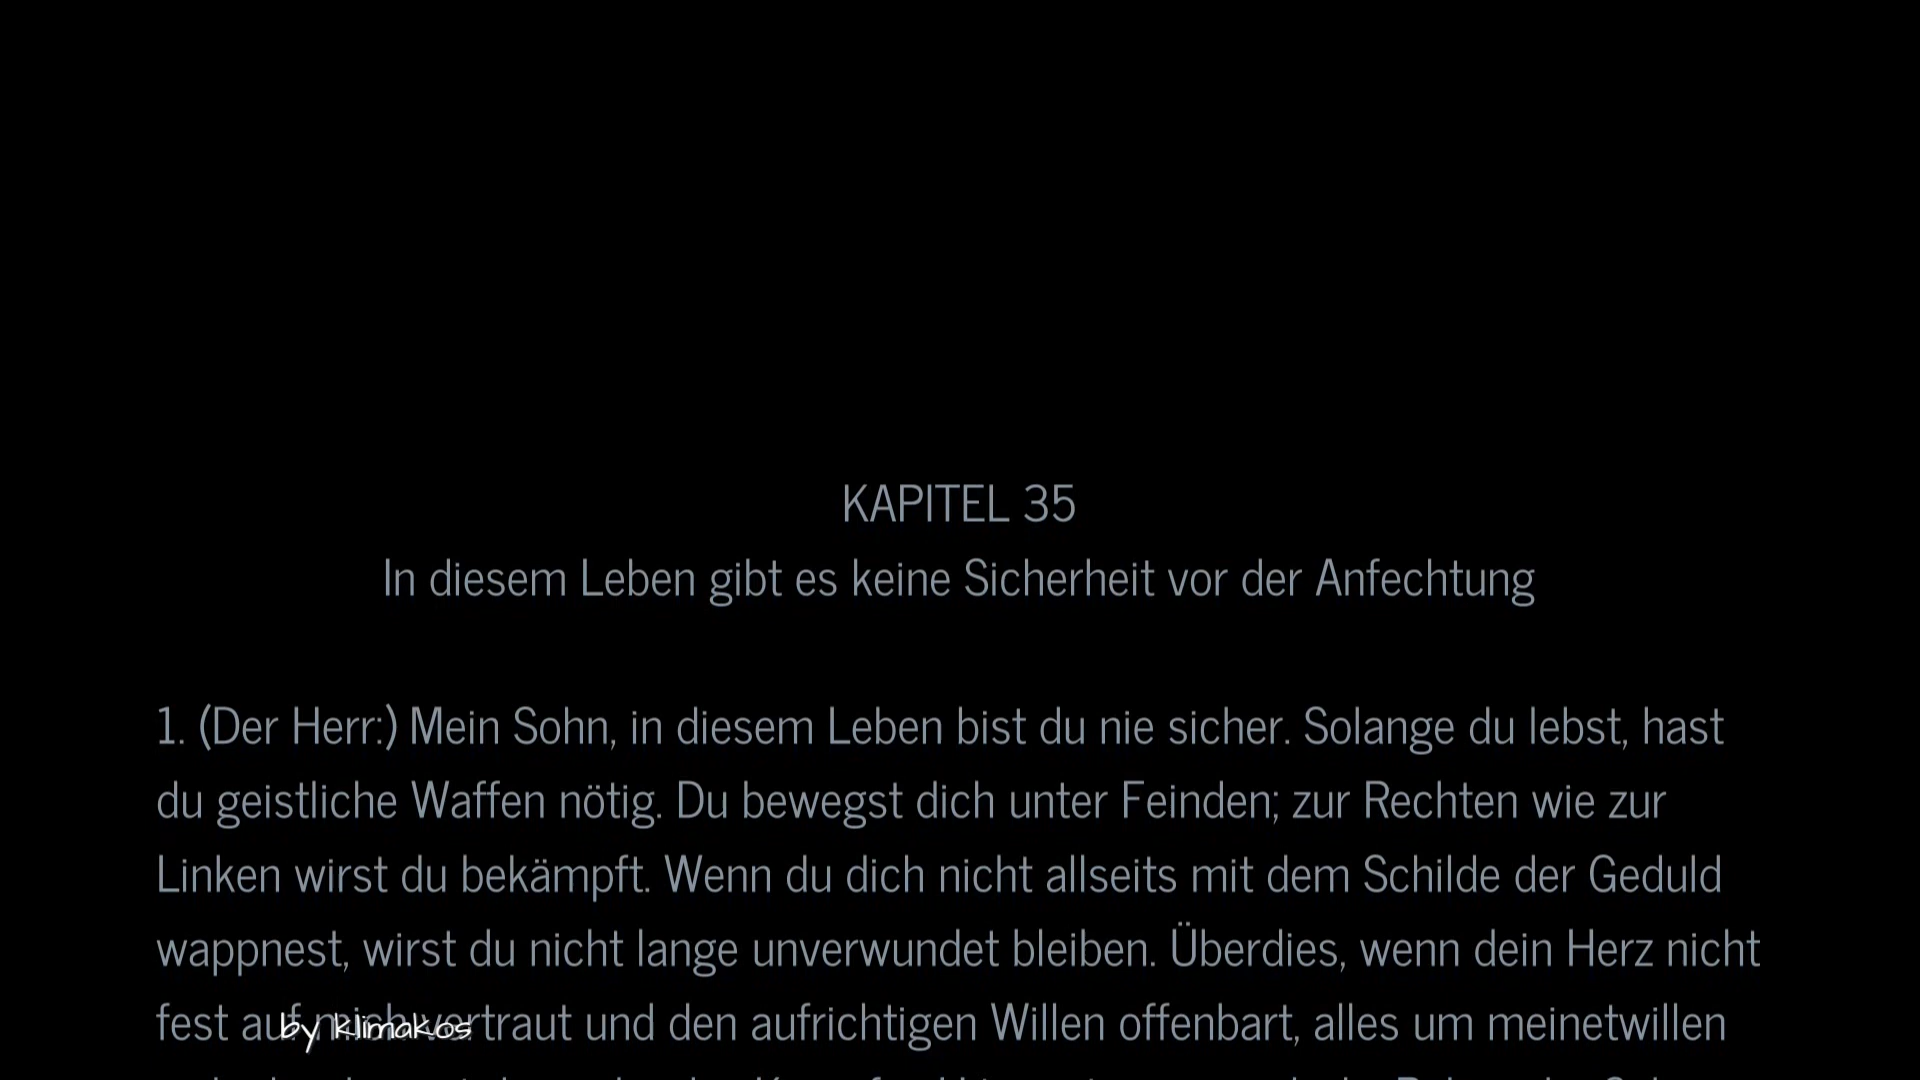 KAPITEL 35
In diesem Leben gibt es keine Sicherheit vor der Anfechtung
1. (Der Herr:) Mein Sohn, in diesem Leben bist du nie sicher. Solange du lebst, hast
du geistliche Waffen nötig. Du bewegst dich unter Feinden; zur Rechten wie zur
Linken wirst du bekämpft. Wenn du dich nicht allseits mit dem Schilde der Geduld
wappnest, wirst du nicht lange unverwundet bleiben. Überdies, wenn dein Herz nicht
fest auf mich vertraut und den aufrichtigen Willen offenbart, alles um meinetwillen
by klimakos